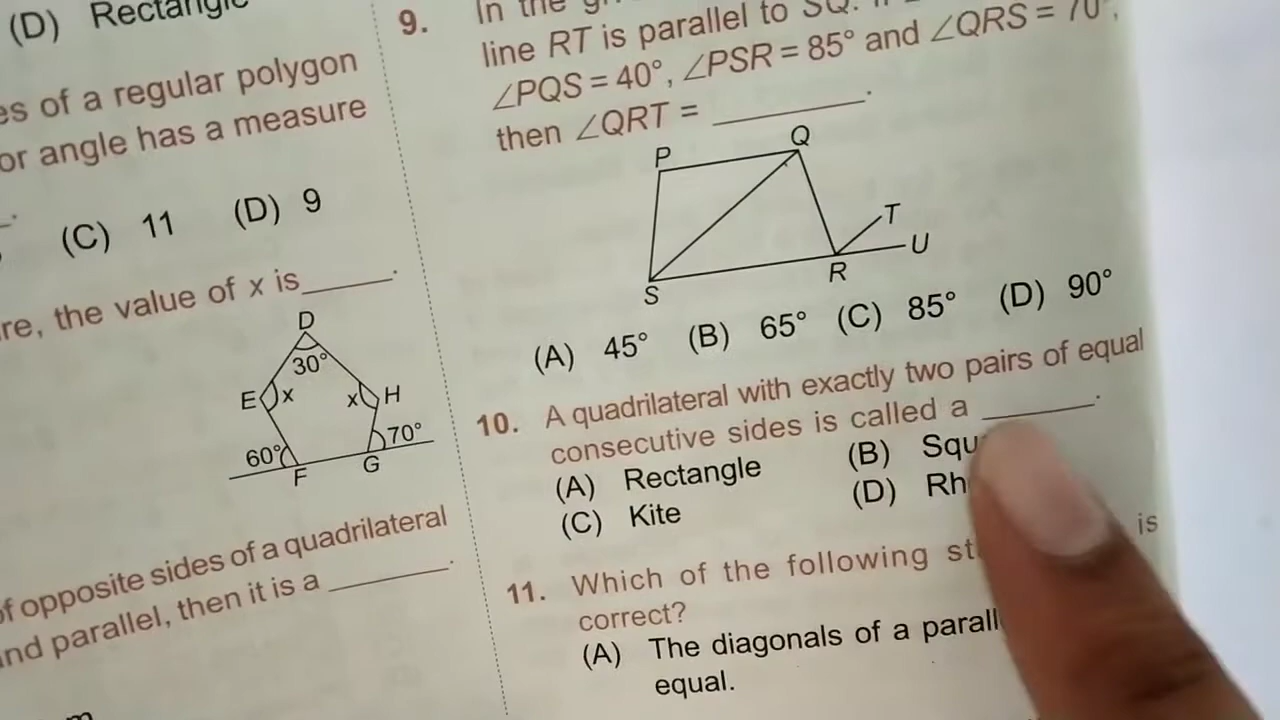 (D) Rectangle
es of a regular polygon
or angle has a measure
(C) 11 (D) 9
re, the value of x is______.
D
30°
E x x H
60° 70°
F G
of opposite sides of a quadrilateral
and parallel, then it is a ______.
9. In the
line RT is parallel to SQ.
∠PQS = 40°, ∠PSR = 85° and ∠QRS = 70°,
then ∠QRT = ______.
P Q
T
U
S R
(A) 45° (B) 65° (C) 85° (D) 90°
10. A quadrilateral with exactly two pairs of equal
consecutive sides is called a ______.
(A) Rectangle (B) Squ
(C) Kite (D) Rh
11. Which of the following st is
correct?
(A) The diagonals of a parall
equal.